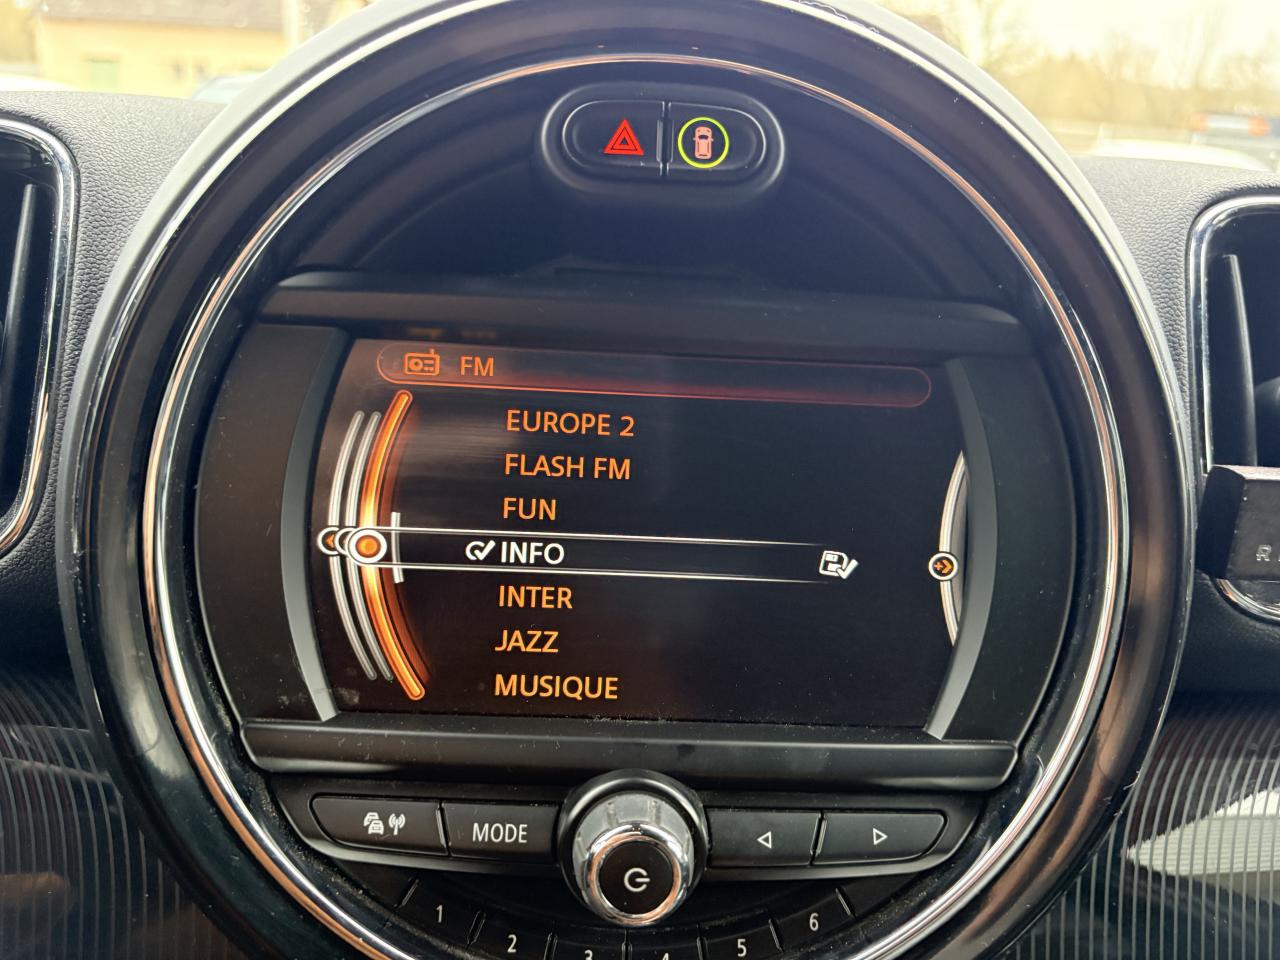 FM
EUROPE 2
FLASH FM
FUN
INFO
INTER
JAZZ
MUSIQUE
MODE
1
2
3
4
5
6
R